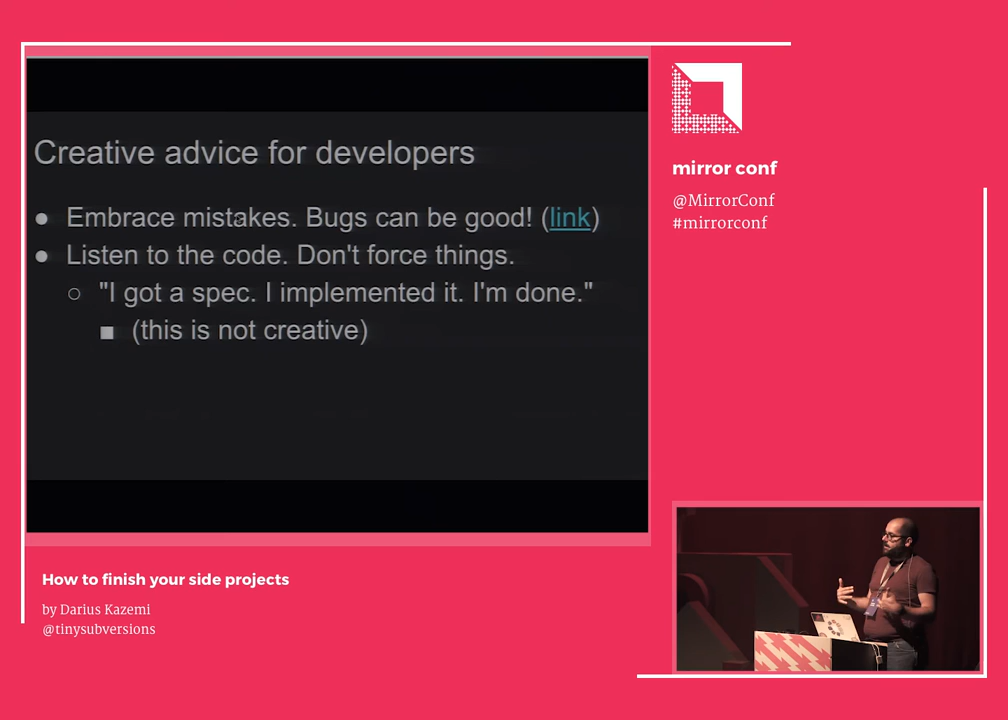 Creative advice for developers
● Embrace mistakes. Bugs can be good! (link)
● Listen to the code. Don't force things.
○ "I got a spec. I implemented it. I'm done."
■ (this is not creative)
mirror conf
@MirrorConf
#mirrorconf
How to finish your side projects
by Darius Kazemi
@tinysubversions